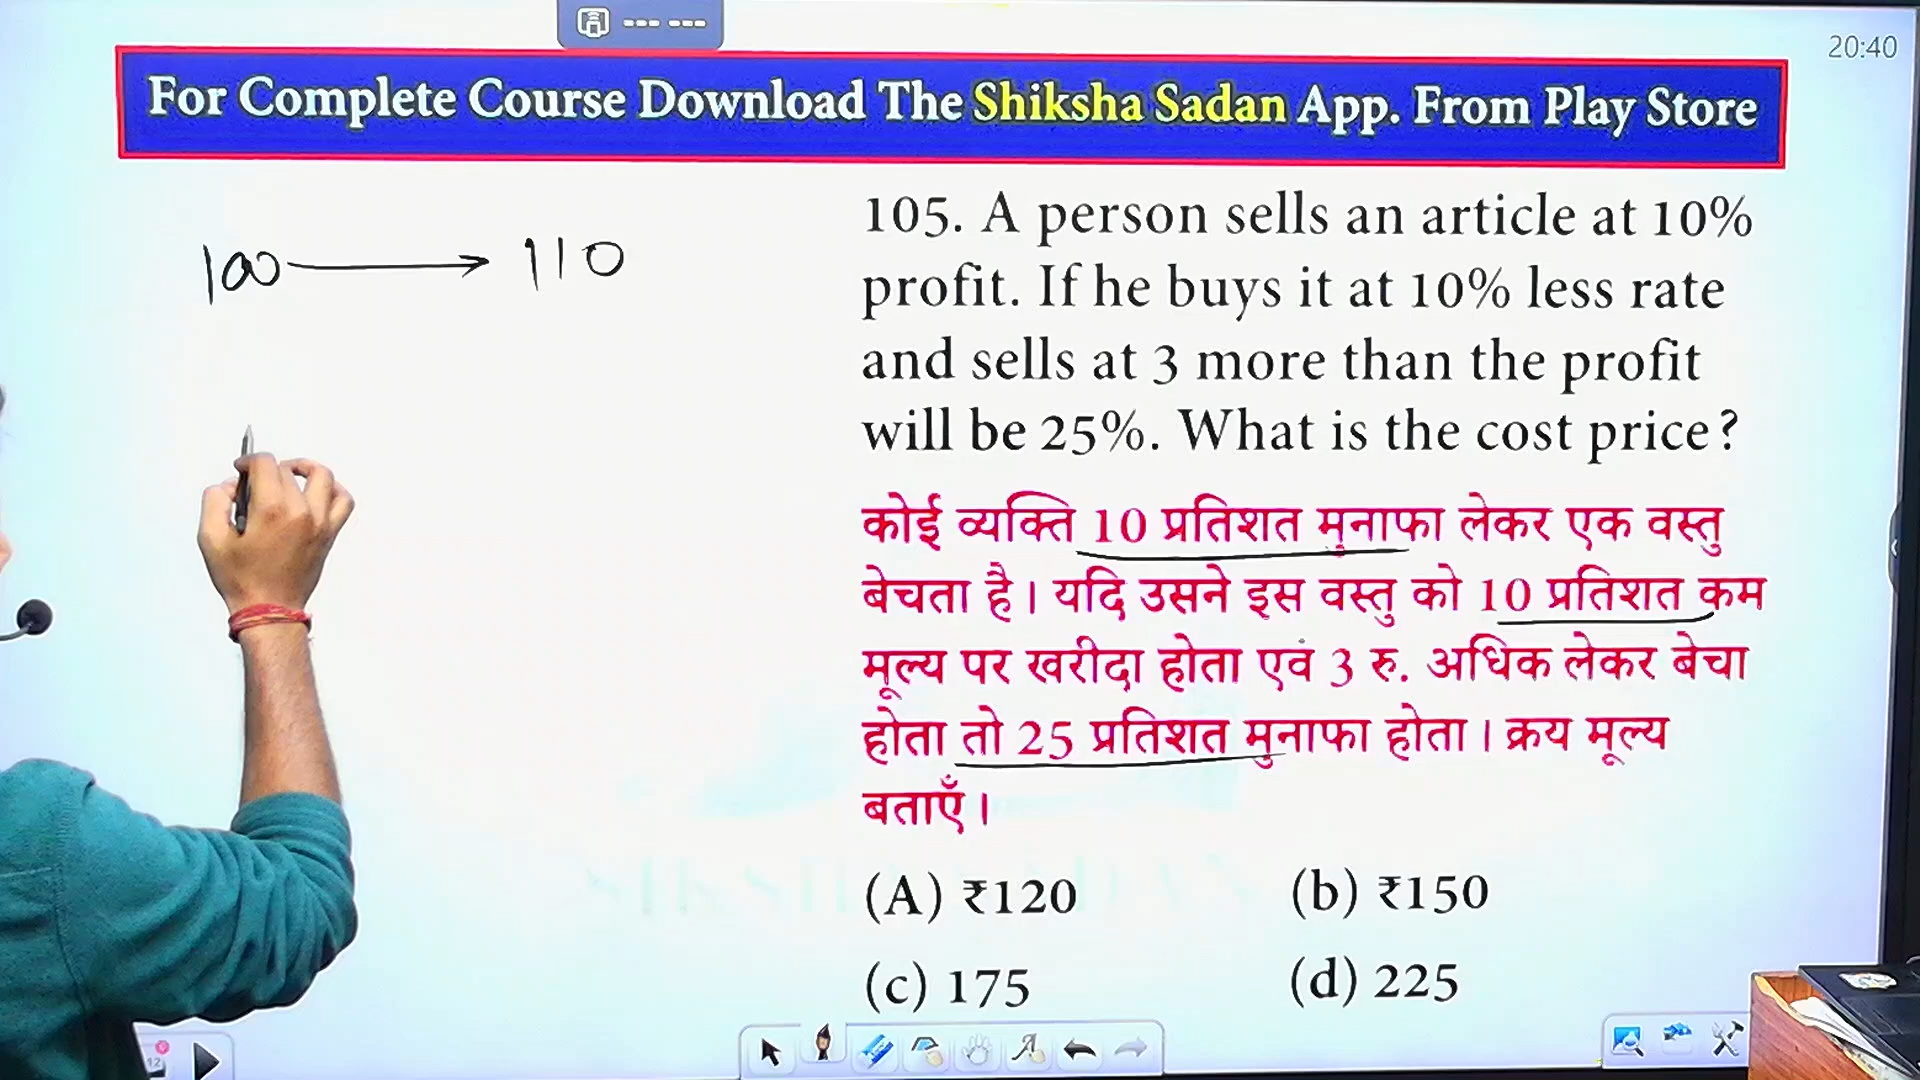 20:40
For Complete Course Download The Shiksha Sadan App. From Play Store
100 → 110
105. A person sells an article at 10%
profit. If he buys it at 10% less rate
and sells at 3 more than the profit
will be 25%. What is the cost price?
कोई व्यक्ति 10 प्रतिशत मुनाफा लेकर एक वस्तु
बेचता है। यदि उसने इस वस्तु को 10 प्रतिशत कम
मूल्य पर खरीदा होता एवं 3 रु. अधिक लेकर बेचा
होता तो 25 प्रतिशत मुनाफा होता। क्रय मूल्य
बताएँ।
(A) ₹120 (b) ₹150
(c) 175 (d) 225